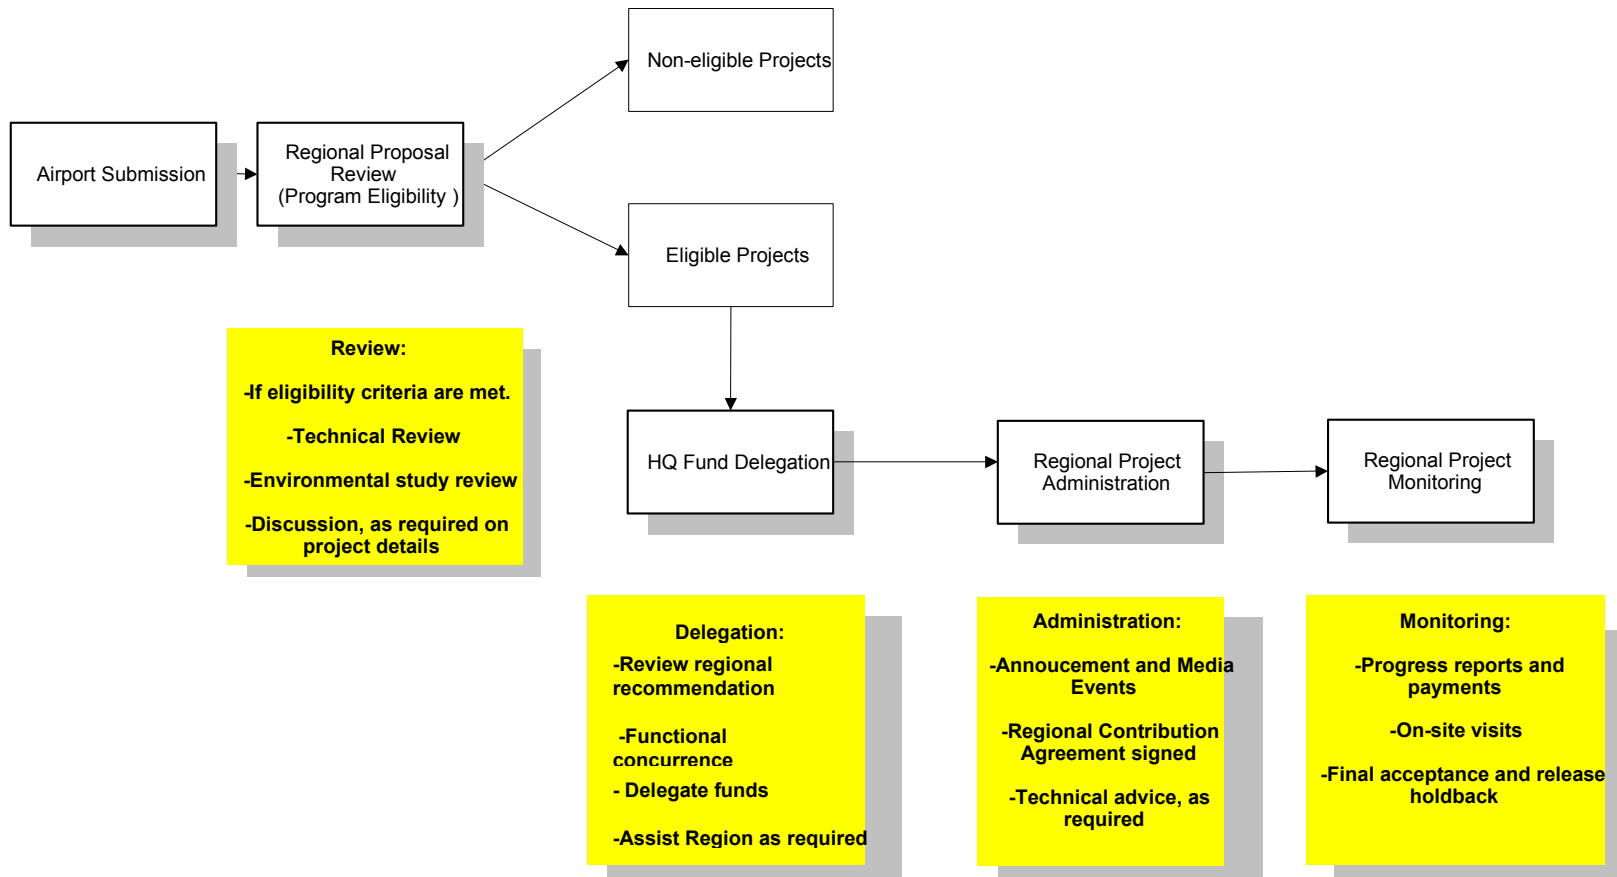 Non-eligible Projects
Airport Submission
Regional Proposal
Review
(Program Eligibility )
Eligible Projects
Review:
-If eligibility criteria are met.
-Technical Review
-Environmental study review
-Discussion, as required on
project details
HQ Fund Delegation
Regional Project
Administration
Regional Project
Monitoring
Delegation:
-Review regional
recommendation
-Functional
concurrence
- Delegate funds
-Assist Region as required
Administration:
-Annoucement and Media
Events
-Regional Contribution
Agreement signed
-Technical advice, as
required
Monitoring:
-Progress reports and
payments
-On-site visits
-Final acceptance and release
holdback